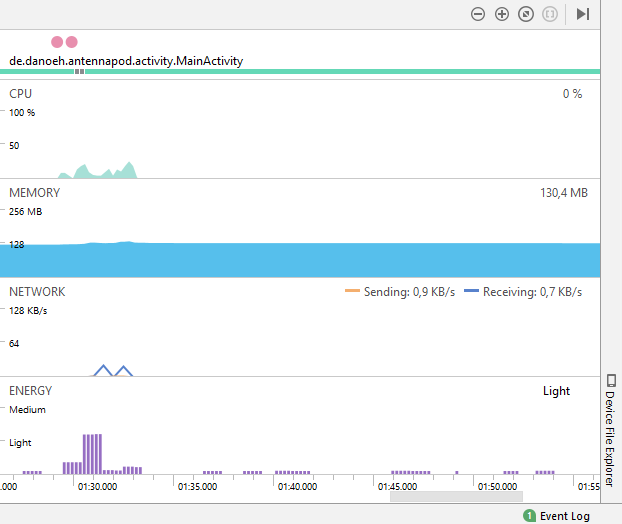 de.danoeh.antennapod.activity.MainActivity
CPU 0 %
100 %
50
MEMORY 130,4 MB
256 MB
128
NETWORK Sending: 0,9 KB/s Receiving: 0,7 KB/s
128 KB/s
64
ENERGY Light
Medium
Light
.000 01:30.000 01:35.000 01:40.000 01:45.000 01:50.000 01:55
Device File Explorer
1 Event Log